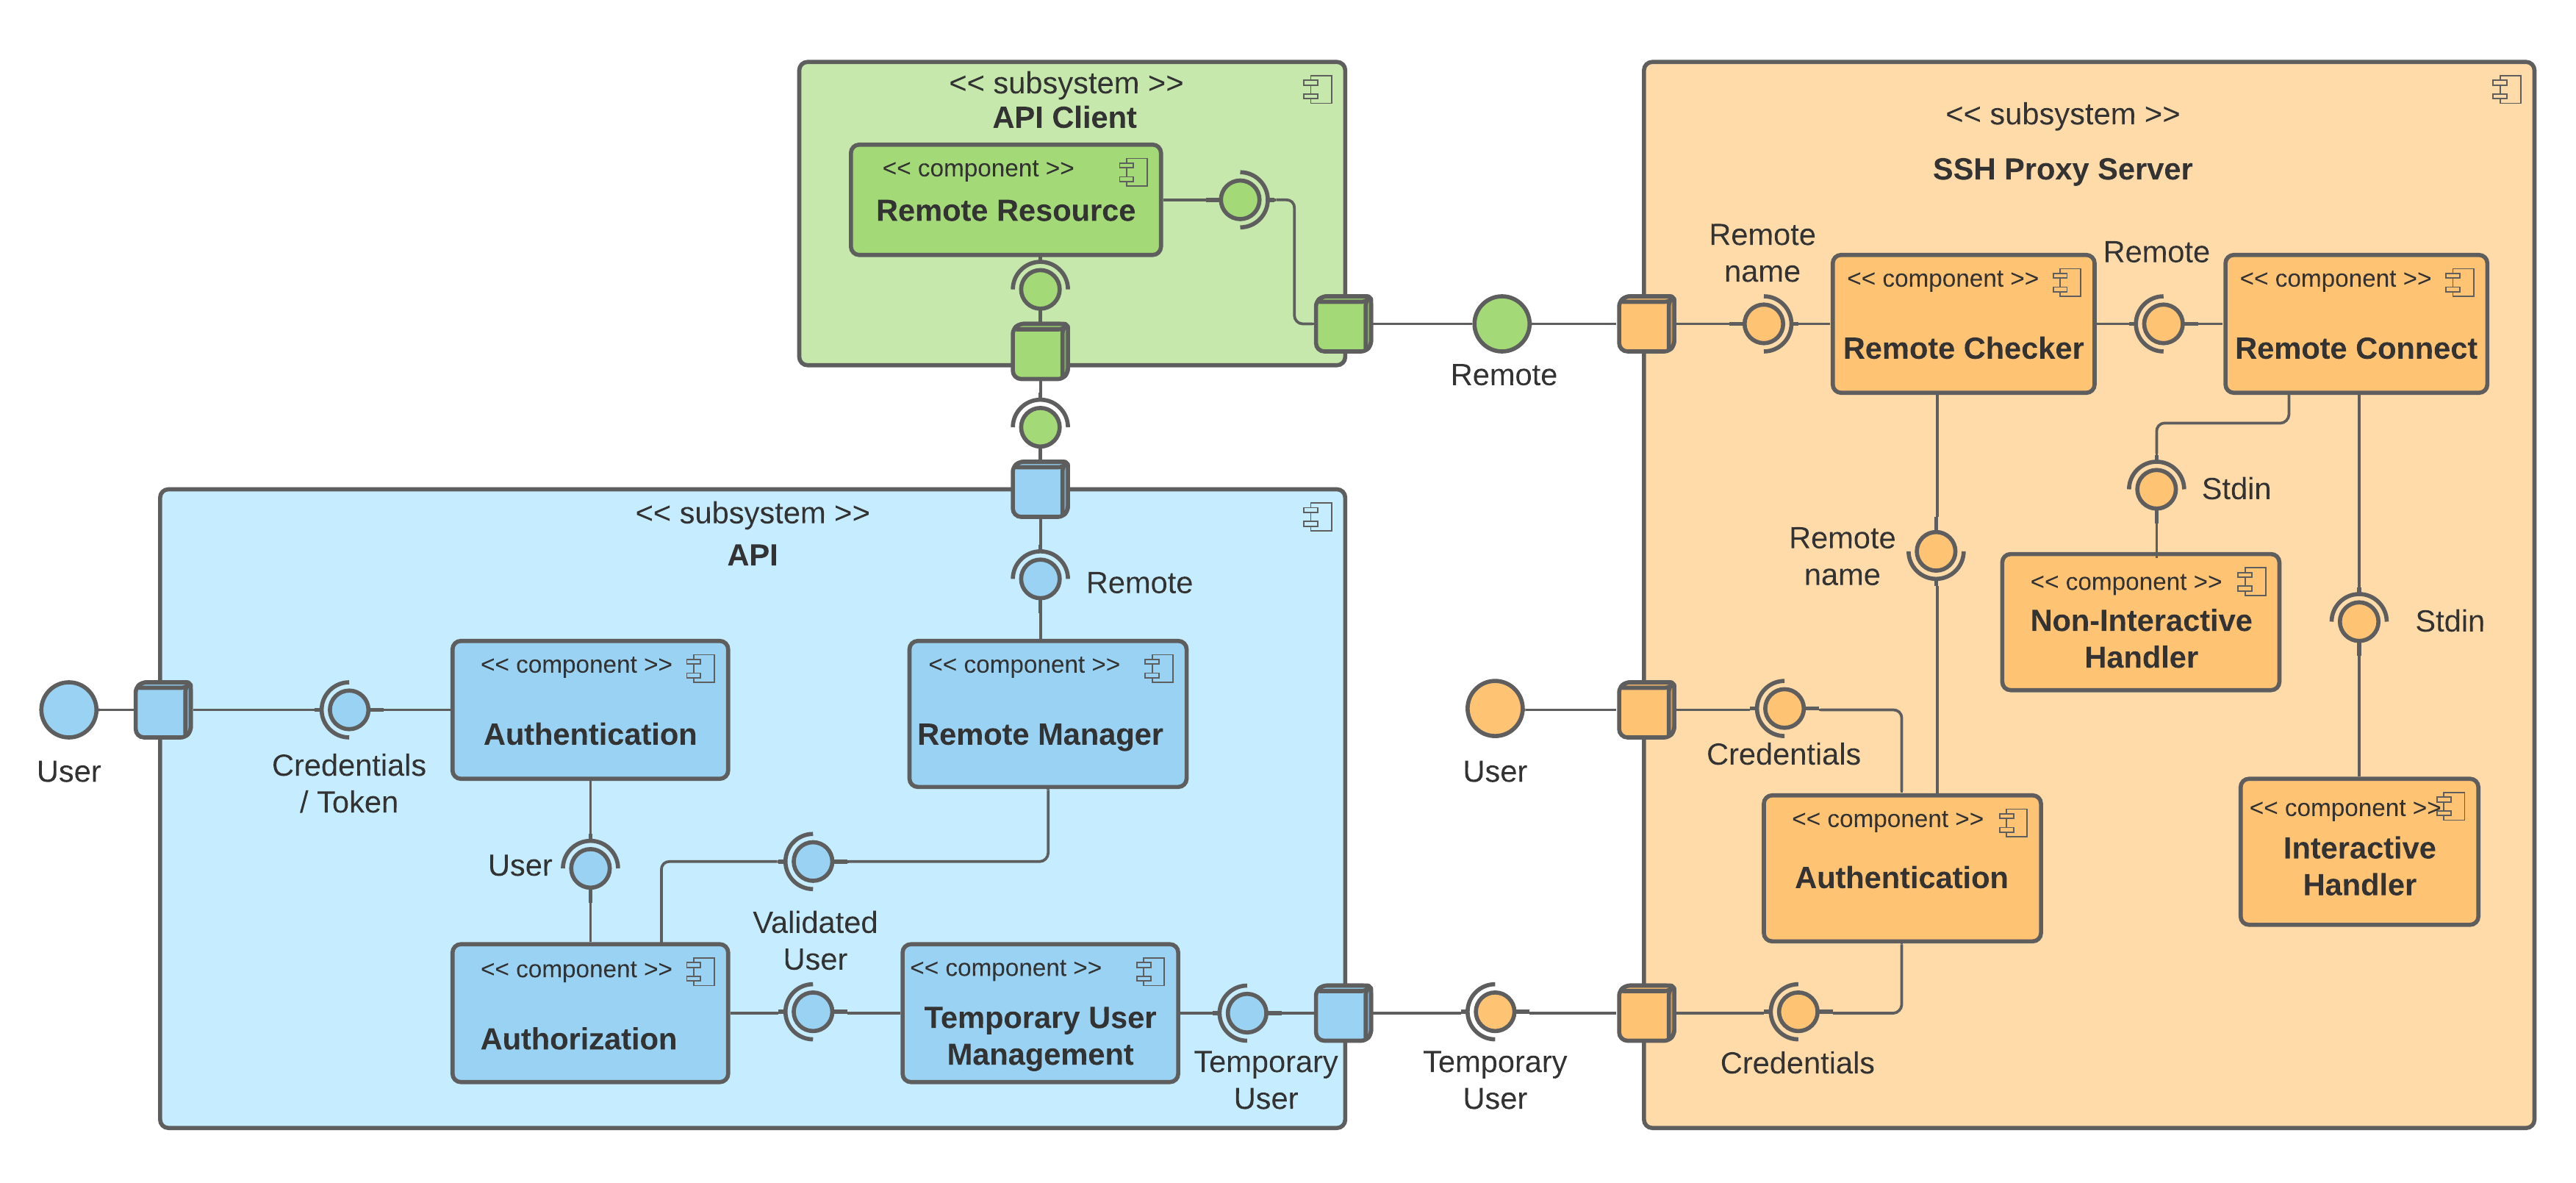 << subsystem >>
API Client
<< component >>
Remote Resource
Remote
<< subsystem >>
SSH Proxy Server
Remote
name
<< component >>
Remote Checker
Remote
<< component >>
Remote Connect
Stdin
Remote
name
<< component >>
Non-Interactive
Handler
Stdin
User
Credentials
<< component >>
Authentication
<< component >>
Interactive
Handler
Credentials
Temporary
User
<< subsystem >>
API
Remote
User
Credentials
/ Token
<< component >>
Authentication
<< component >>
Remote Manager
User
Validated
User
<< component >>
Authorization
<< component >>
Temporary User
Management
Temporary
User